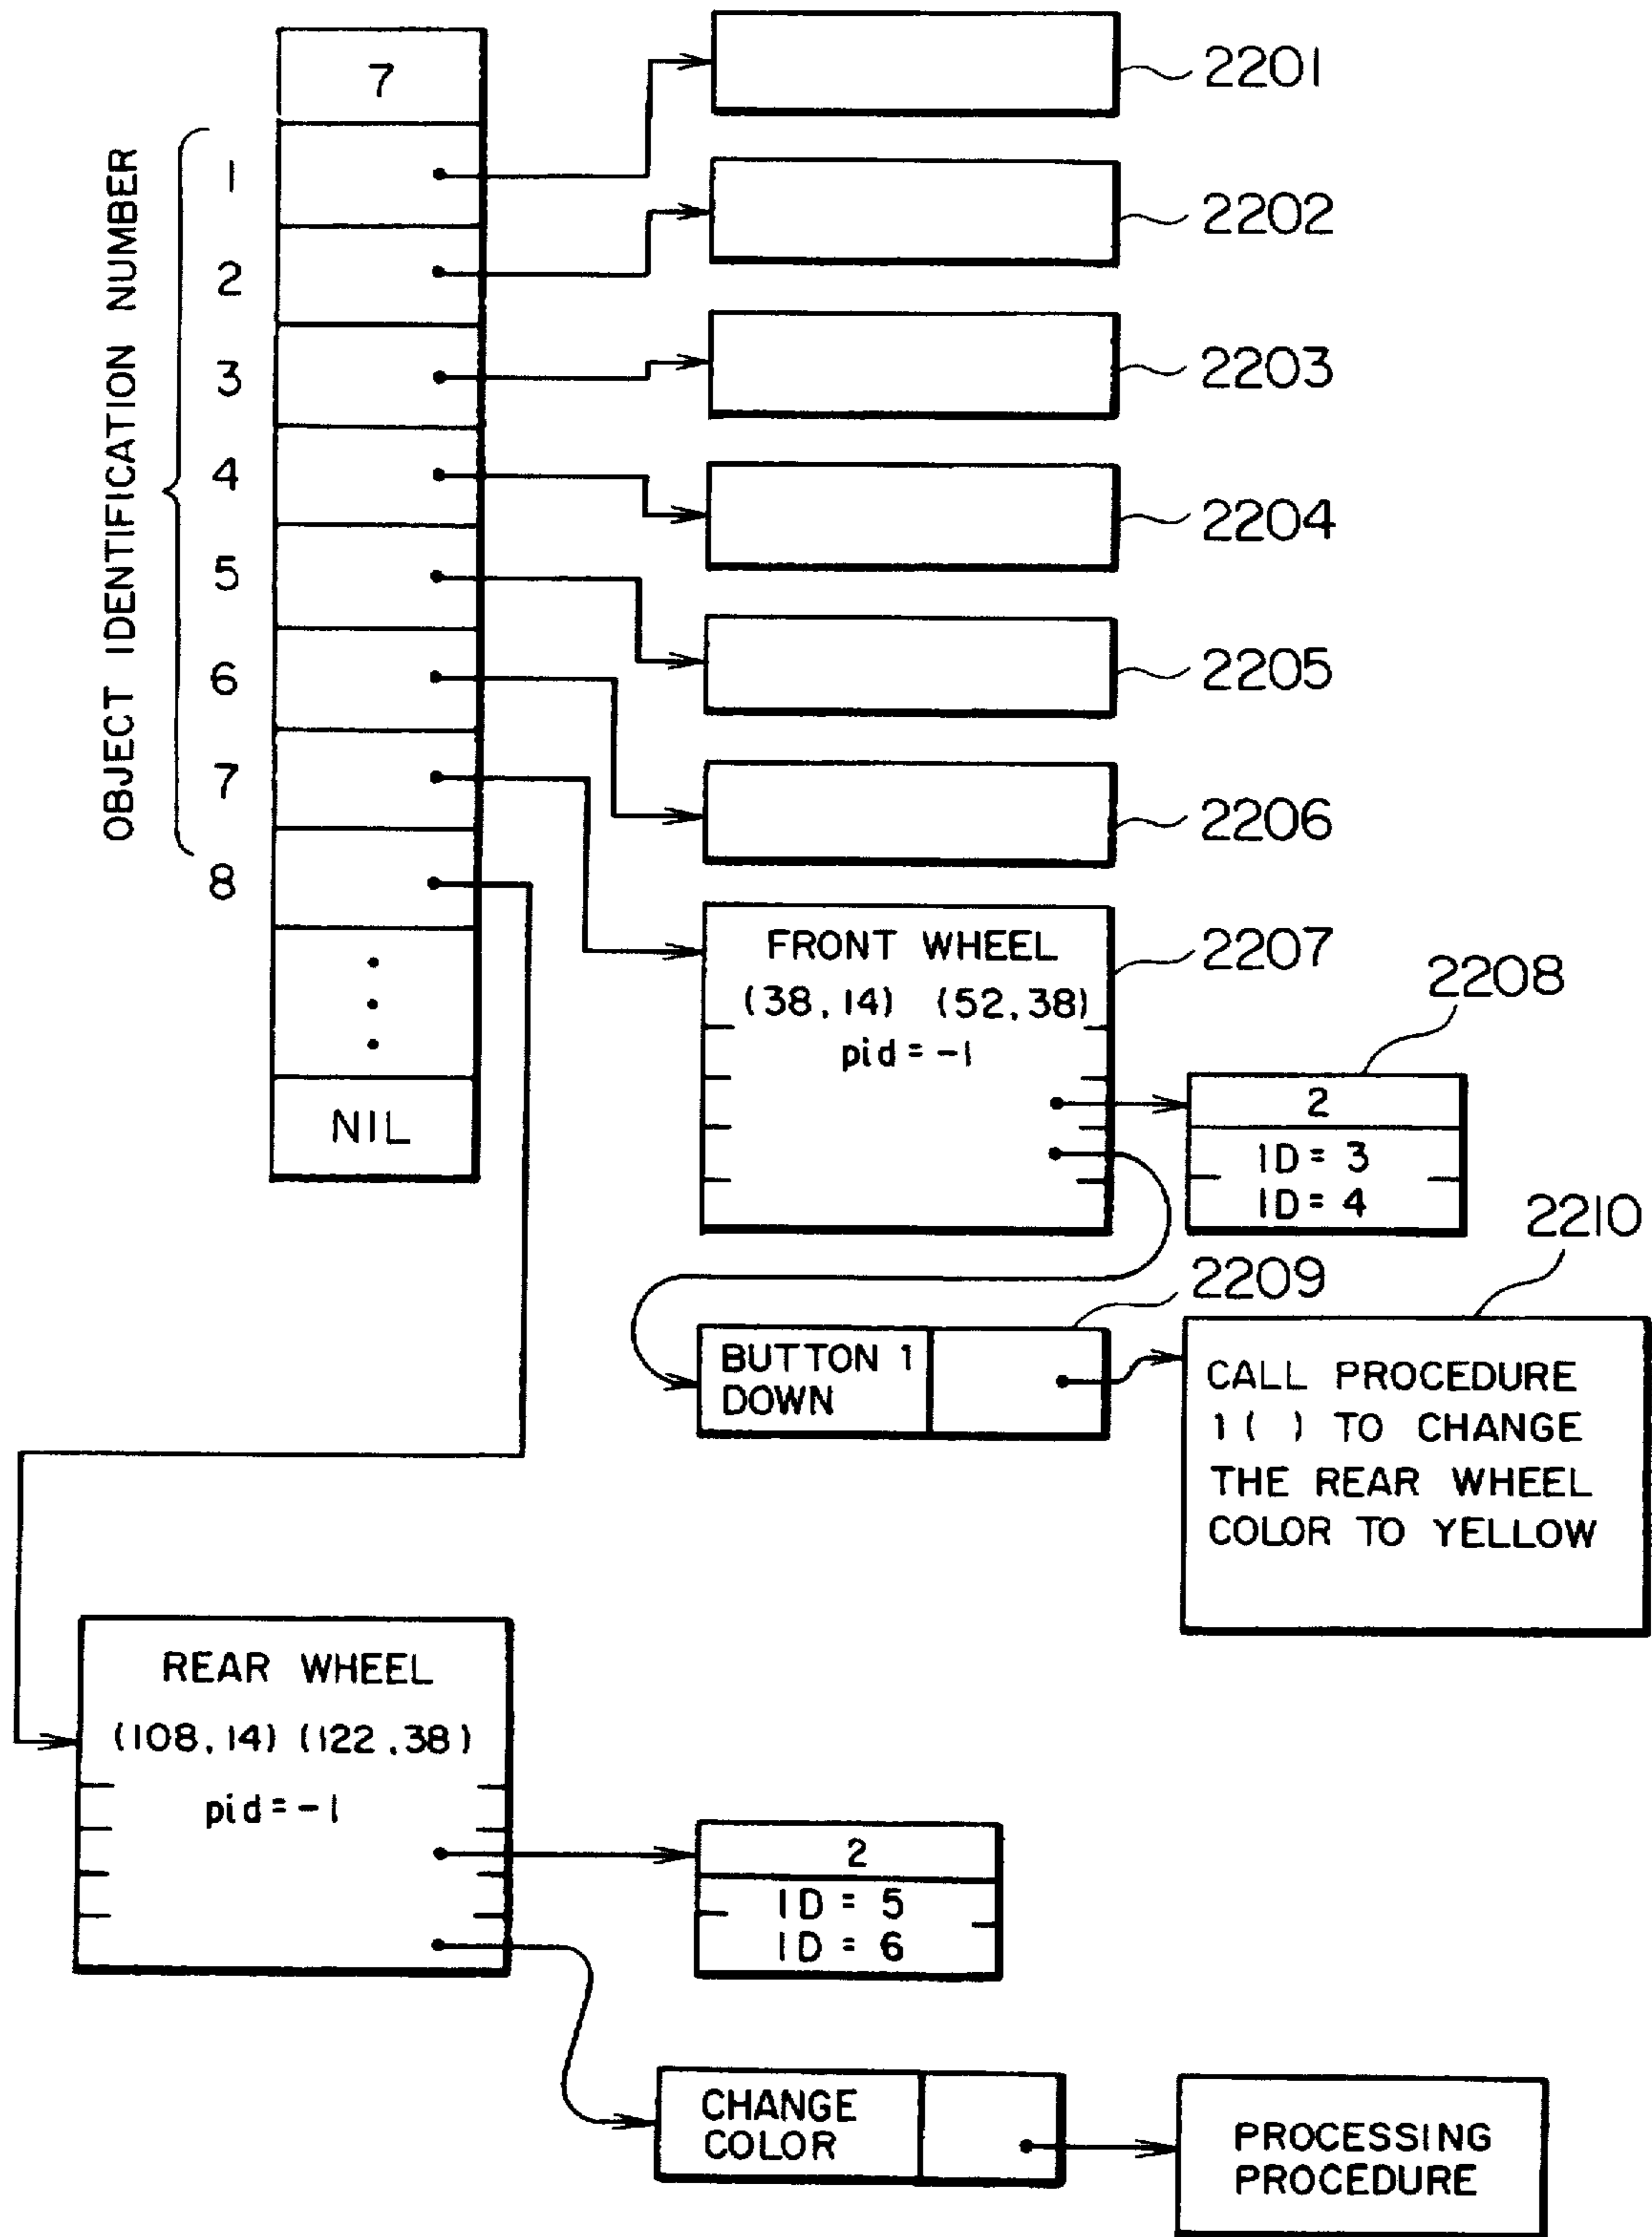 7
2201
OBJECT IDENTIFICATION NUMBER
1
2202
2
2203
3
4
2204
5
2205
6
2206
7
8
2207
FRONT WHEEL
(38,14) (52,38)
pid=-1
2208
2
ID=3
ID=4
NIL
2209
2210
BUTTON 1
DOWN
CALL PROCEDURE
1( ) TO CHANGE
THE REAR WHEEL
COLOR TO YELLOW
REAR WHEEL
(108,14) (122,38)
pid=-1
2
ID=5
ID=6
CHANGE
COLOR
PROCESSING
PROCEDURE